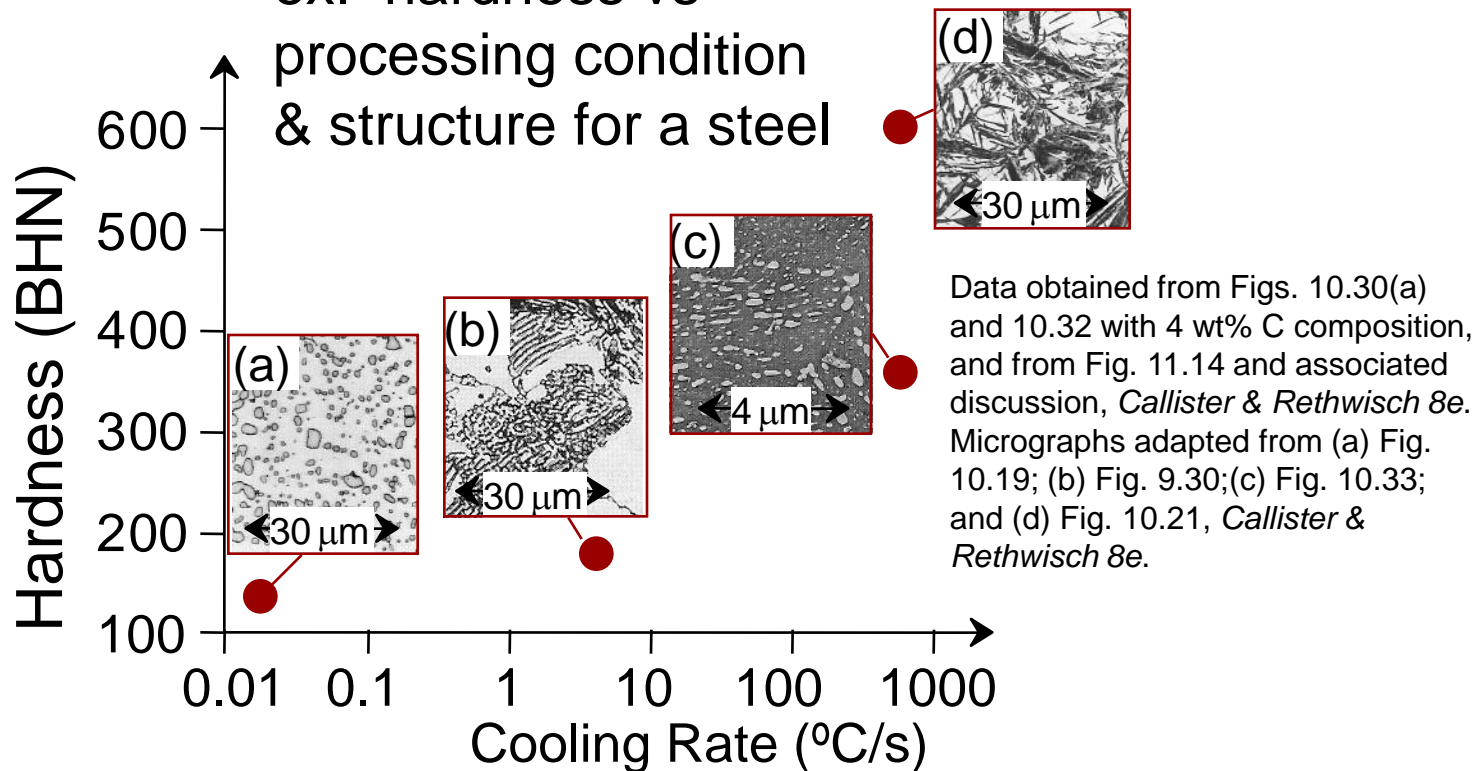 ex: hardness vs
processing condition
& structure for a steel
Hardness (BHN)
600
500
400
300
200
100
(a)
30 μm
(b)
30 μm
(c)
4 μm
(d)
30 μm
Data obtained from Figs. 10.30(a)
and 10.32 with 4 wt% C composition,
and from Fig. 11.14 and associated
discussion, Callister & Rethwisch 8e.
Micrographs adapted from (a) Fig.
10.19; (b) Fig. 9.30;(c) Fig. 10.33;
and (d) Fig. 10.21, Callister &
Rethwisch 8e.
0.01 0.1 1 10 100 1000
Cooling Rate (ºC/s)